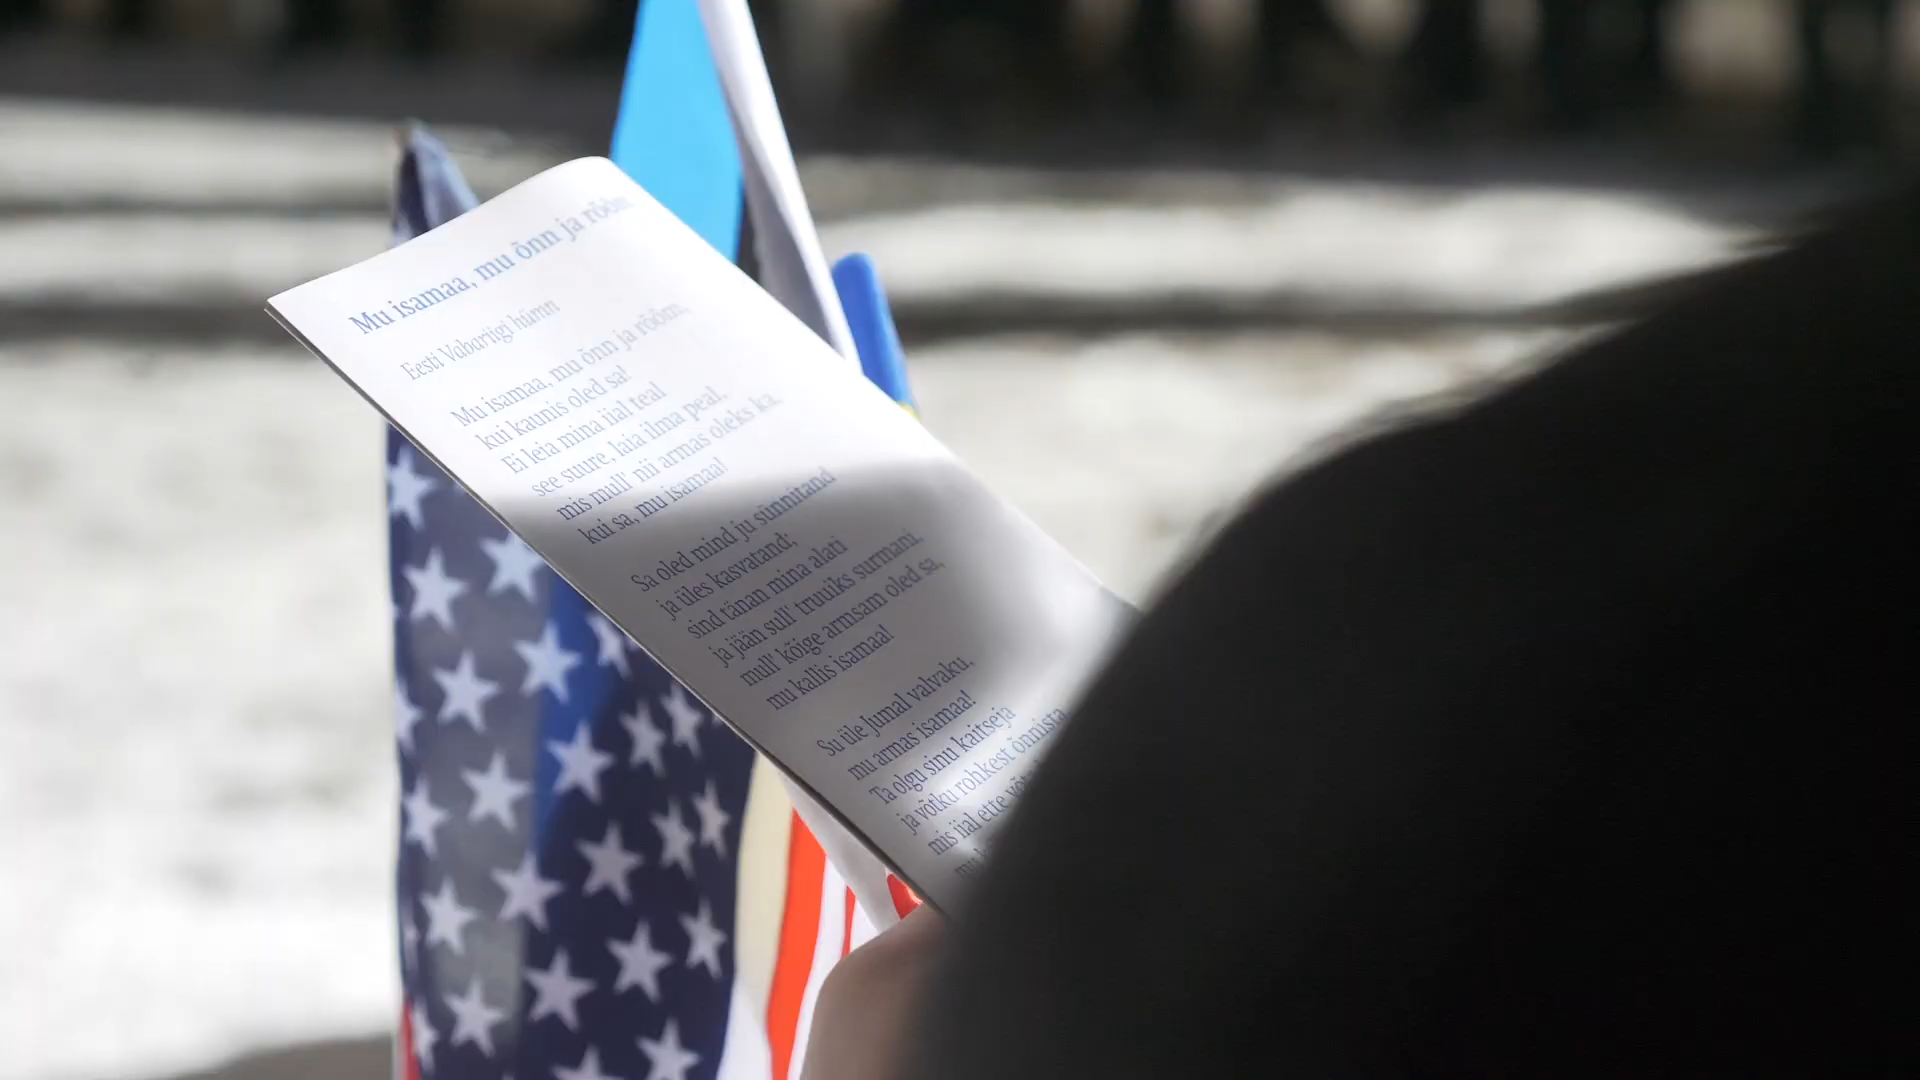 Mu isamaa, mu õnn ja rõõm
Eesti Vabariigi hümn
Mu isamaa, mu õnn ja rõõm,
kui kaunis oled sa!
Ei leia mina iial teal
see suure, laia ilma peal,
mis mull' nii armas oleks ka,
kui sa, mu isamaa!
Sa oled mind ju sünnitand
ja üles kasvatand;
sind tänan mina alati
ja jään sull' truuiks surmani,
mull' kõige armsam oled sa,
mu kallis isamaa!
Su üle Jumal valvaku,
mu armas isamaa!
Ta olgu sinu kaitseja
ja võtku rohkest õnnista
mis iial ette
mu